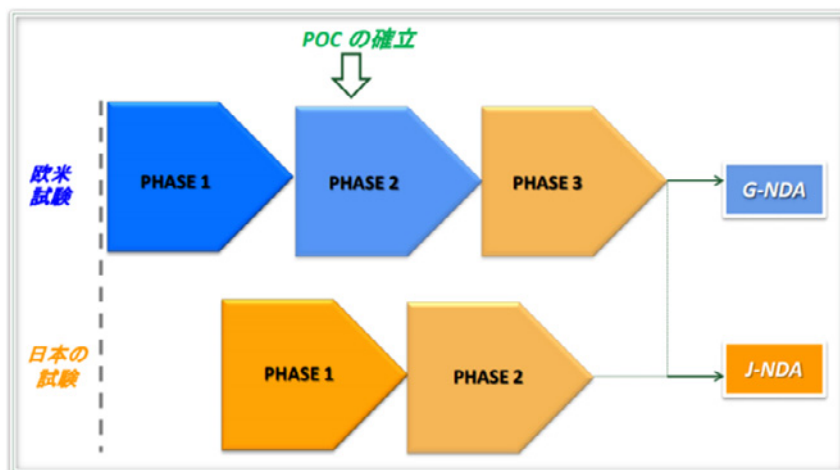 POC の確立
欧米
試験
PHASE 1
PHASE 2
PHASE 3
G-NDA
日本の
試験
PHASE 1
PHASE 2
J-NDA